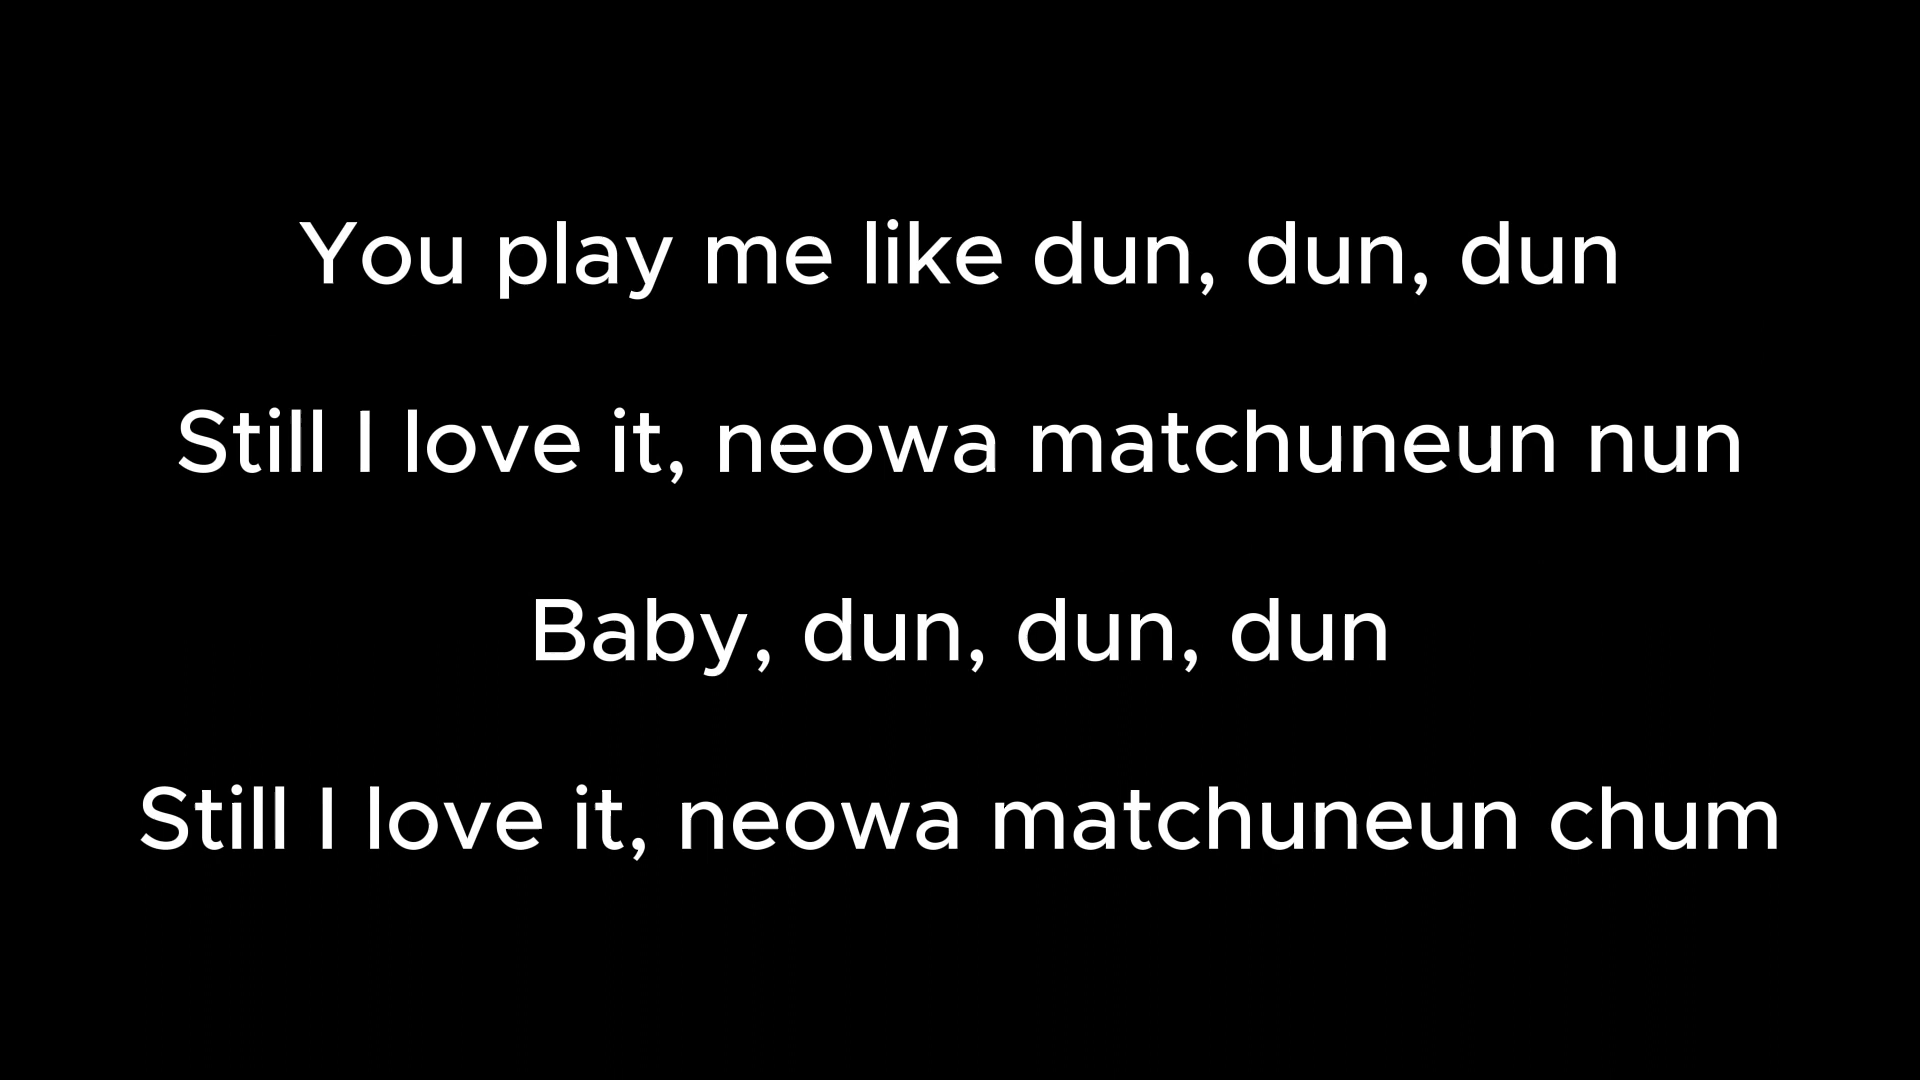 You play me like dun, dun, dun
Still I love it, neowa matchuneun nun
Baby, dun, dun, dun
Still I love it, neowa matchuneun chum